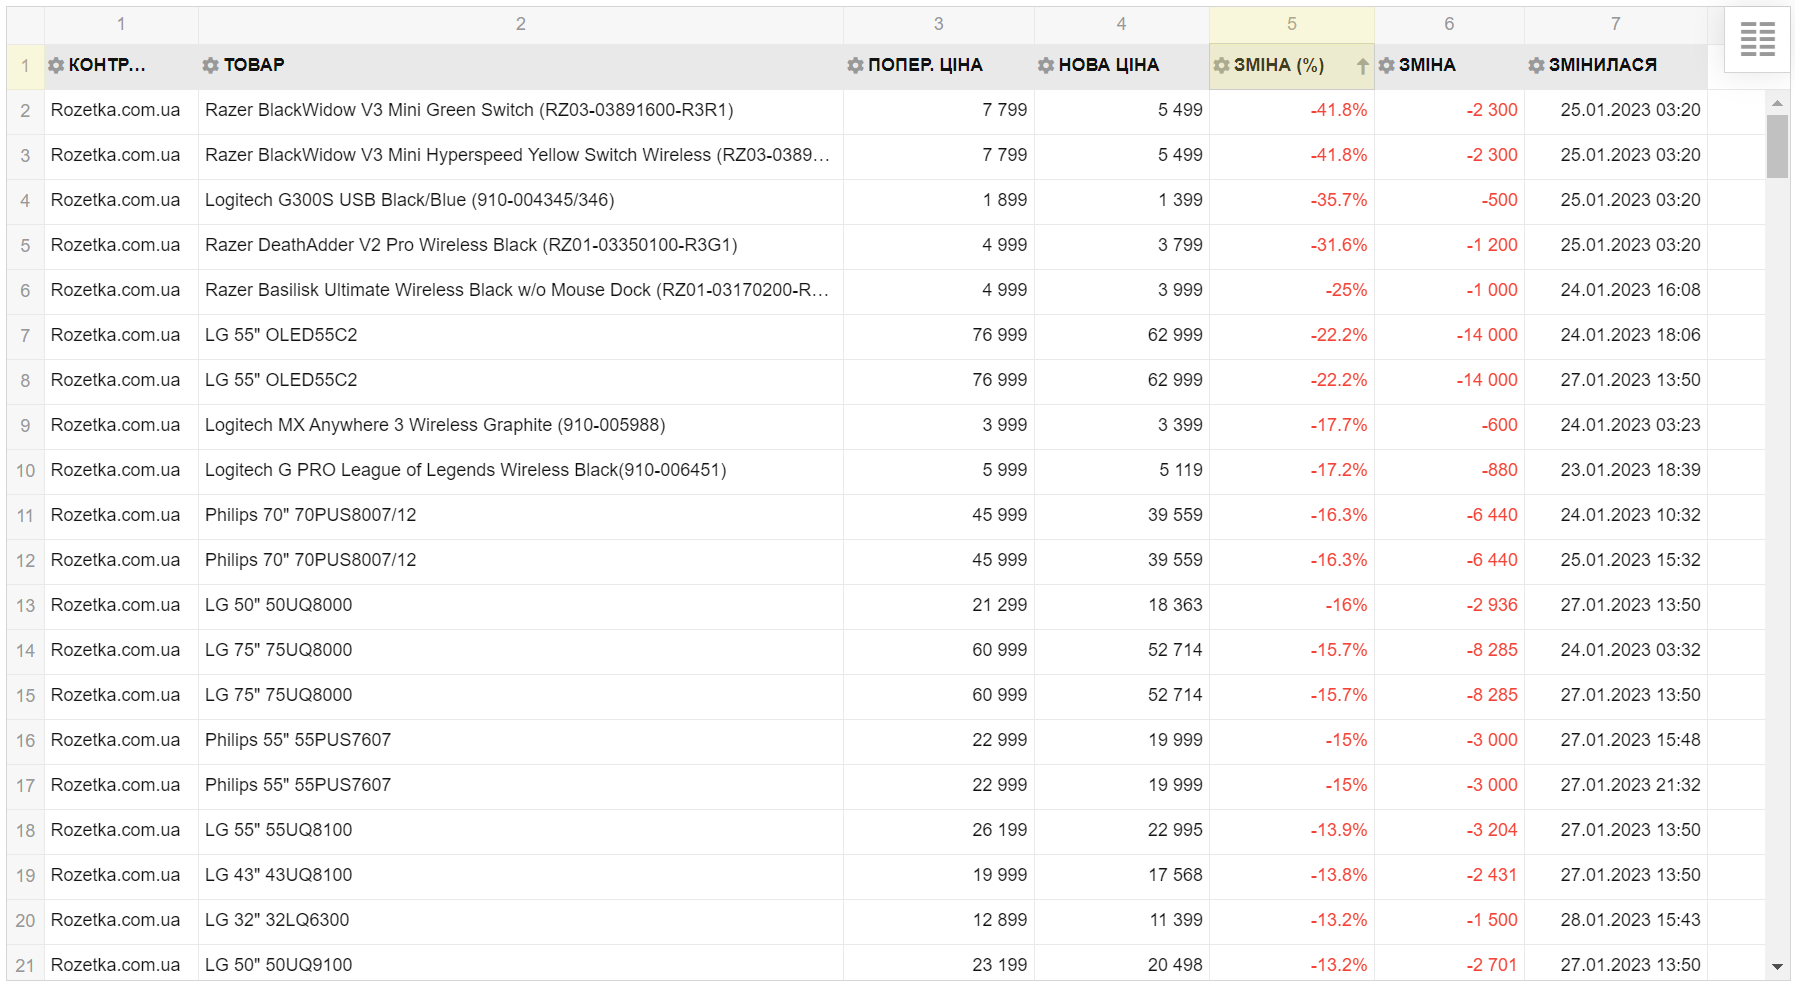 1 2 3 4 5 6 7
1 КОНТР... ТОВАР ПОПЕР. ЦІНА НОВА ЦІНА ЗМІНА (%) ЗМІНА ЗМІНИЛАСЯ
2 Rozetka.com.ua Razer BlackWidow V3 Mini Green Switch (RZ03-03891600-R3R1) 7 799 5 499 -41.8% -2 300 25.01.2023 03:20
3 Rozetka.com.ua Razer BlackWidow V3 Mini Hyperspeed Yellow Switch Wireless (RZ03-0389... 7 799 5 499 -41.8% -2 300 25.01.2023 03:20
4 Rozetka.com.ua Logitech G300S USB Black/Blue (910-004345/346) 1 899 1 399 -35.7% -500 25.01.2023 03:20
5 Rozetka.com.ua Razer DeathAdder V2 Pro Wireless Black (RZ01-03350100-R3G1) 4 999 3 799 -31.6% -1 200 25.01.2023 03:20
6 Rozetka.com.ua Razer Basilisk Ultimate Wireless Black w/o Mouse Dock (RZ01-03170200-R... 4 999 3 999 -25% -1 000 24.01.2023 16:08
7 Rozetka.com.ua LG 55" OLED55C2 76 999 62 999 -22.2% -14 000 24.01.2023 18:06
8 Rozetka.com.ua LG 55" OLED55C2 76 999 62 999 -22.2% -14 000 27.01.2023 13:50
9 Rozetka.com.ua Logitech MX Anywhere 3 Wireless Graphite (910-005988) 3 999 3 399 -17.7% -600 24.01.2023 03:23
10 Rozetka.com.ua Logitech G PRO League of Legends Wireless Black(910-006451) 5 999 5 119 -17.2% -880 23.01.2023 18:39
11 Rozetka.com.ua Philips 70" 70PUS8007/12 45 999 39 559 -16.3% -6 440 24.01.2023 10:32
12 Rozetka.com.ua Philips 70" 70PUS8007/12 45 999 39 559 -16.3% -6 440 25.01.2023 15:32
13 Rozetka.com.ua LG 50" 50UQ8000 21 299 18 363 -16% -2 936 27.01.2023 13:50
14 Rozetka.com.ua LG 75" 75UQ8000 60 999 52 714 -15.7% -8 285 24.01.2023 03:32
15 Rozetka.com.ua LG 75" 75UQ8000 60 999 52 714 -15.7% -8 285 27.01.2023 13:50
16 Rozetka.com.ua Philips 55" 55PUS7607 22 999 19 999 -15% -3 000 27.01.2023 15:48
17 Rozetka.com.ua Philips 55" 55PUS7607 22 999 19 999 -15% -3 000 27.01.2023 21:32
18 Rozetka.com.ua LG 55" 55UQ8100 26 199 22 995 -13.9% -3 204 27.01.2023 13:50
19 Rozetka.com.ua LG 43" 43UQ8100 19 999 17 568 -13.8% -2 431 27.01.2023 13:50
20 Rozetka.com.ua LG 32" 32LQ6300 12 899 11 399 -13.2% -1 500 28.01.2023 15:43
21 Rozetka.com.ua LG 50" 50UQ9100 23 199 20 498 -13.2% -2 701 27.01.2023 13:50